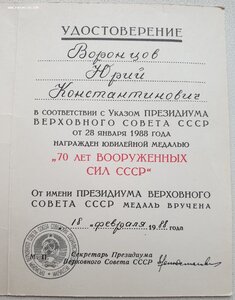 УДОСТОВЕРЕНИЕ
Воронцов
Юрий
Константинович
В СООТВЕТСТВИИ С УКАЗОМ ПРЕЗИДИУМА
ВЕРХОВНОГО СОВЕТА СССР
ОТ 28 ЯНВАРЯ 1988 ГОДА
НАГРАЖДЕН ЮБИЛЕЙНОЙ МЕДАЛЬЮ
„70 ЛЕТ ВООРУЖЕННЫХ
СИЛ СССР“
ОТ ИМЕНИ ПРЕЗИДИУМА ВЕРХОВНОГО
СОВЕТА СССР МЕДАЛЬ ВРУЧЕНА
18 февраля 1988 ГОДА
М. П.
Секретарь Президиума
Верховного Совета СССР